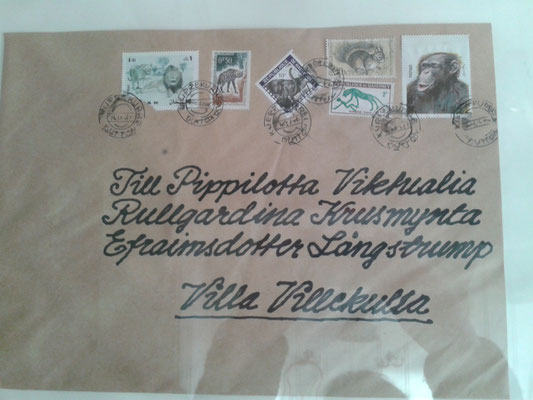 Till Pippilotta Viktualia
Rullgardina Krusmynta
Efraimsdotter Långstrump
Villa Villekulla